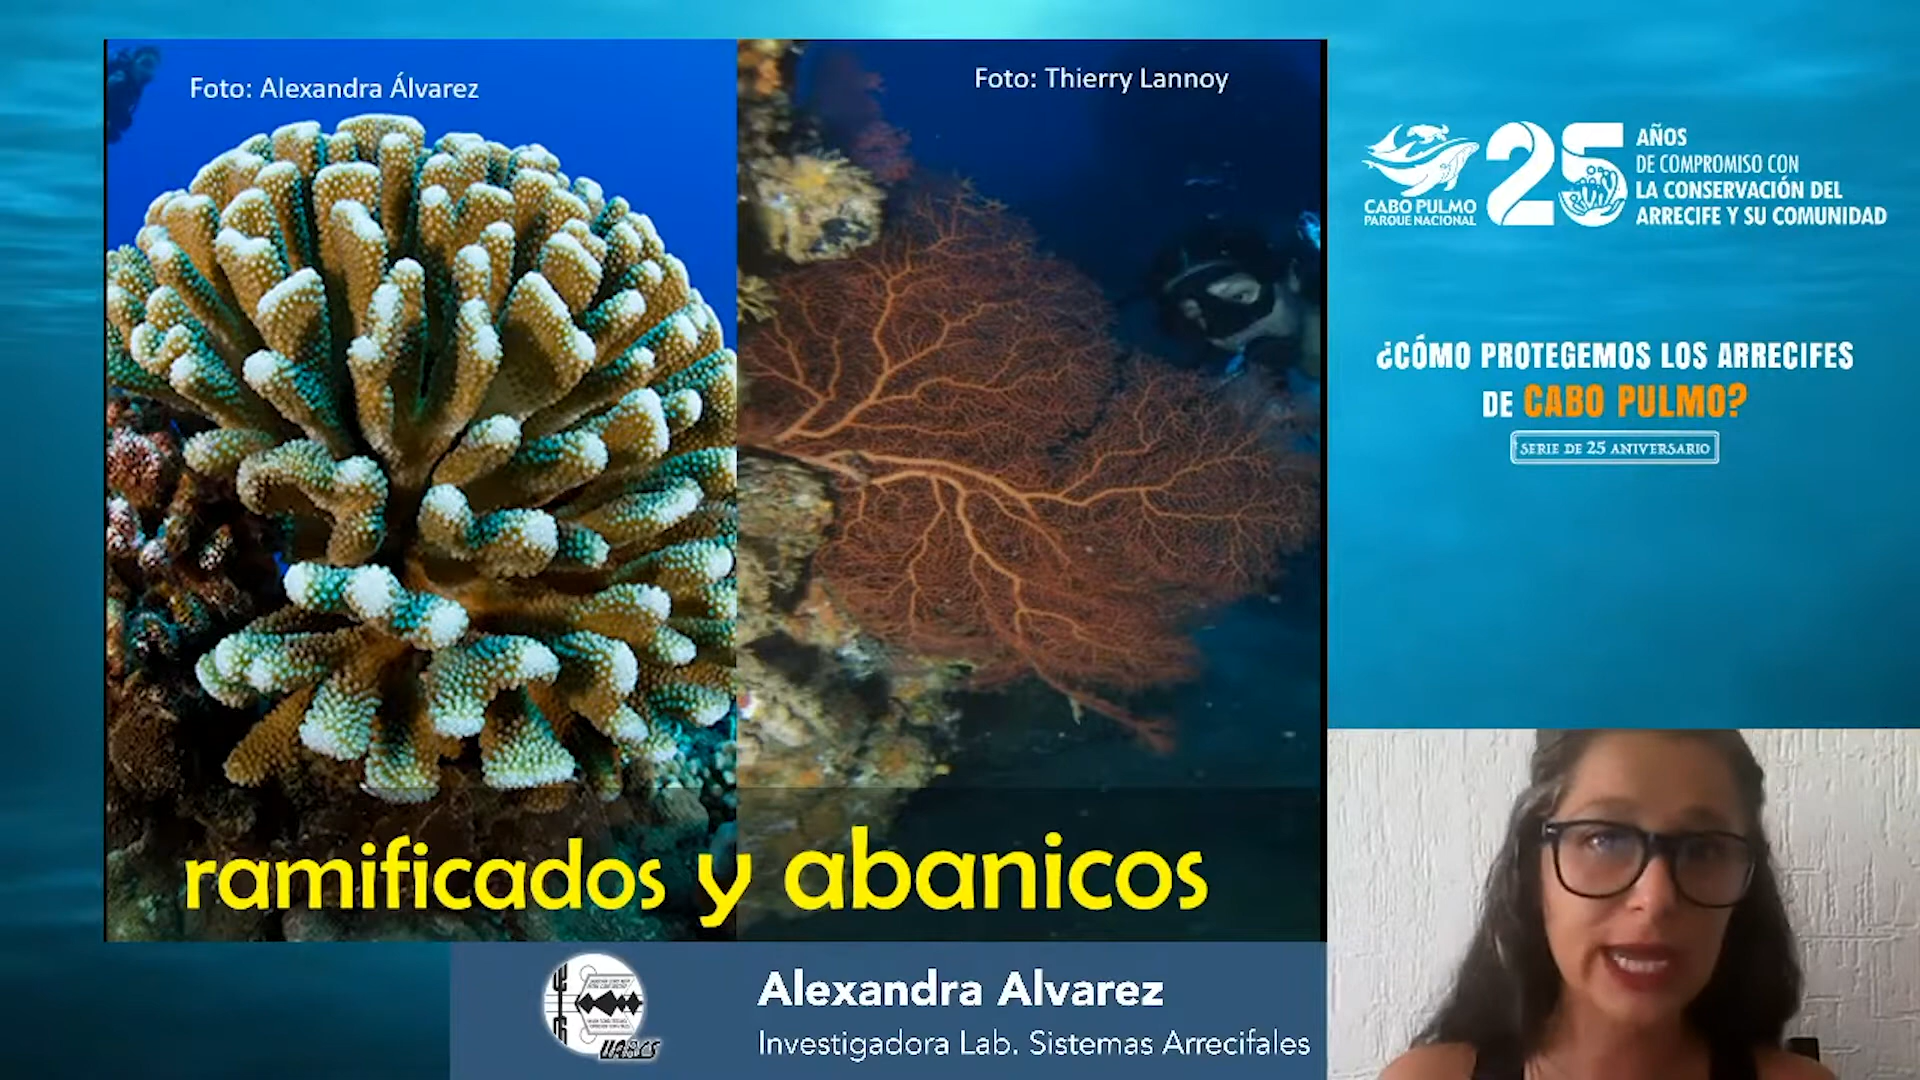 Foto: Alexandra Álvarez
Foto: Thierry Lannoy
ramificados y abanicos
CABO PULMO
PARQUE NACIONAL
25
AÑOS
DE COMPROMISO CON
LA CONSERVACIÓN DEL
ARRECIFE Y SU COMUNIDAD
¿CÓMO PROTEGEMOS LOS ARRECIFES
DE CABO PULMO?
SERIE DE 25 ANIVERSARIO
UABCS
Alexandra Alvarez
Investigadora Lab. Sistemas Arrecifales